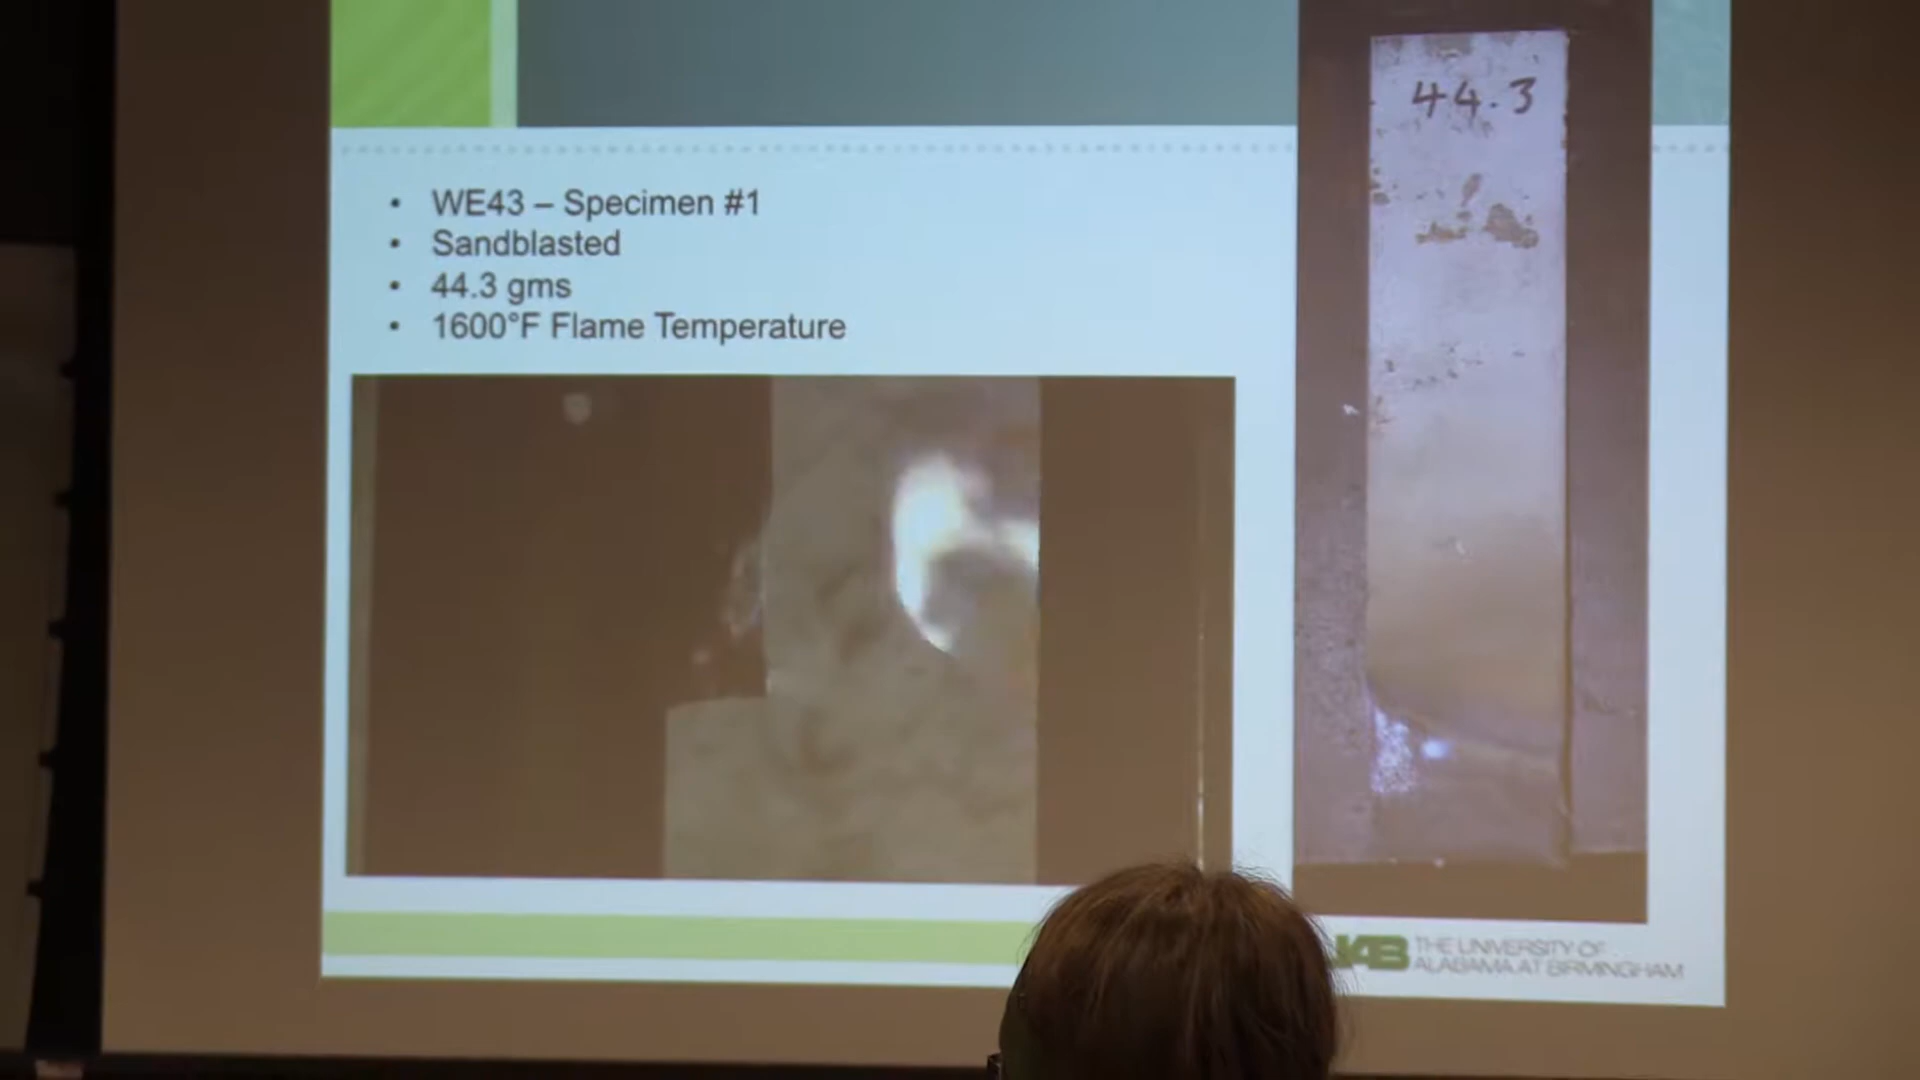 44.3
• WE43 – Specimen #1
• Sandblasted
• 44.3 gms
• 1600°F Flame Temperature
THE UNIVERSITY OF
ALABAMA AT BIRMINGHAM